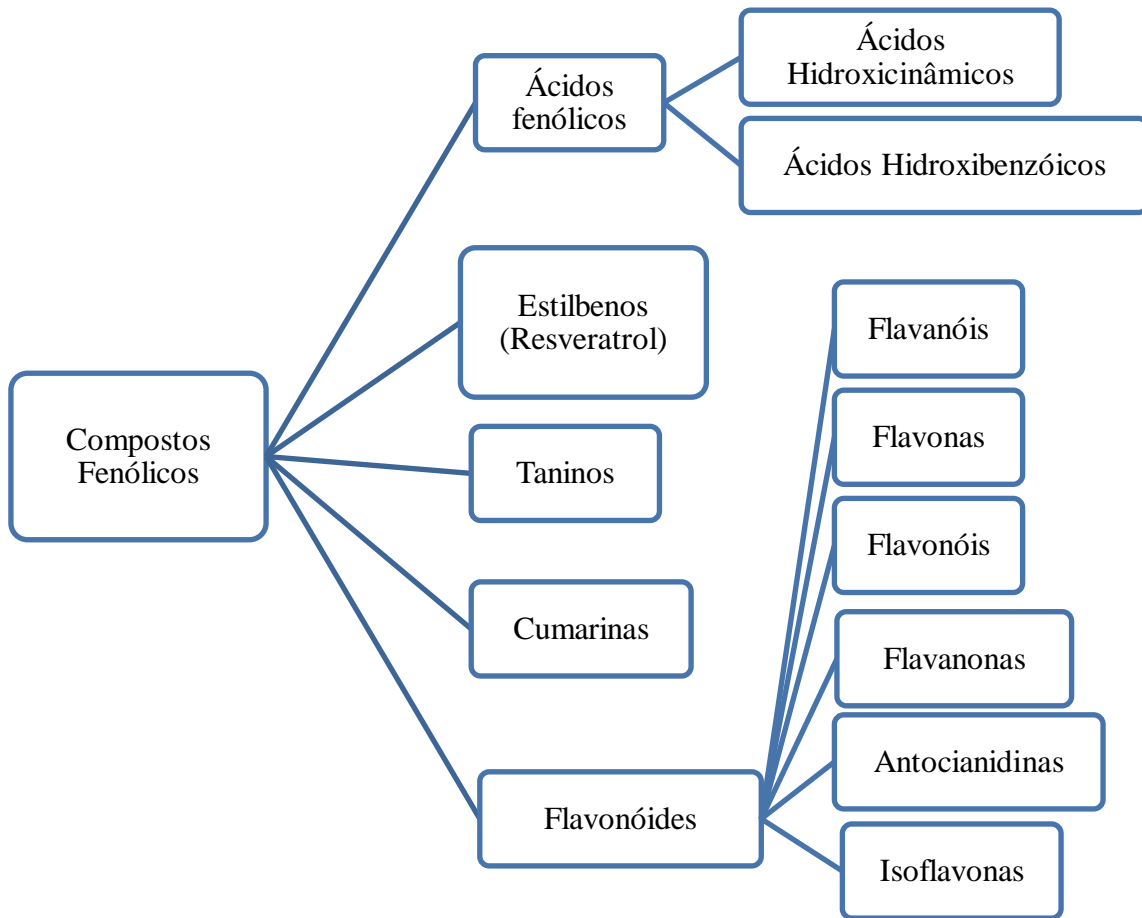 Compostos
Fenólicos
Ácidos
fenólicos
Ácidos
Hidroxicinâmicos
Ácidos Hidroxibenzóicos
Estilbenos
(Resveratrol)
Taninos
Cumarinas
Flavonóides
Flavanóis
Flavonas
Flavonóis
Flavanonas
Antocianidinas
Isoflavonas